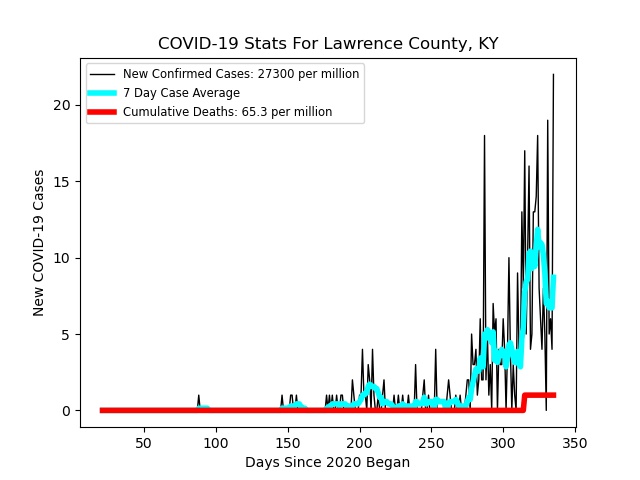 COVID-19 Stats For Lawrence County, KY
New Confirmed Cases: 27300 per million
7 Day Case Average
Cumulative Deaths: 65.3 per million
New COVID-19 Cases
20
15
10
5
0
50
100
150
200
250
300
350
Days Since 2020 Began